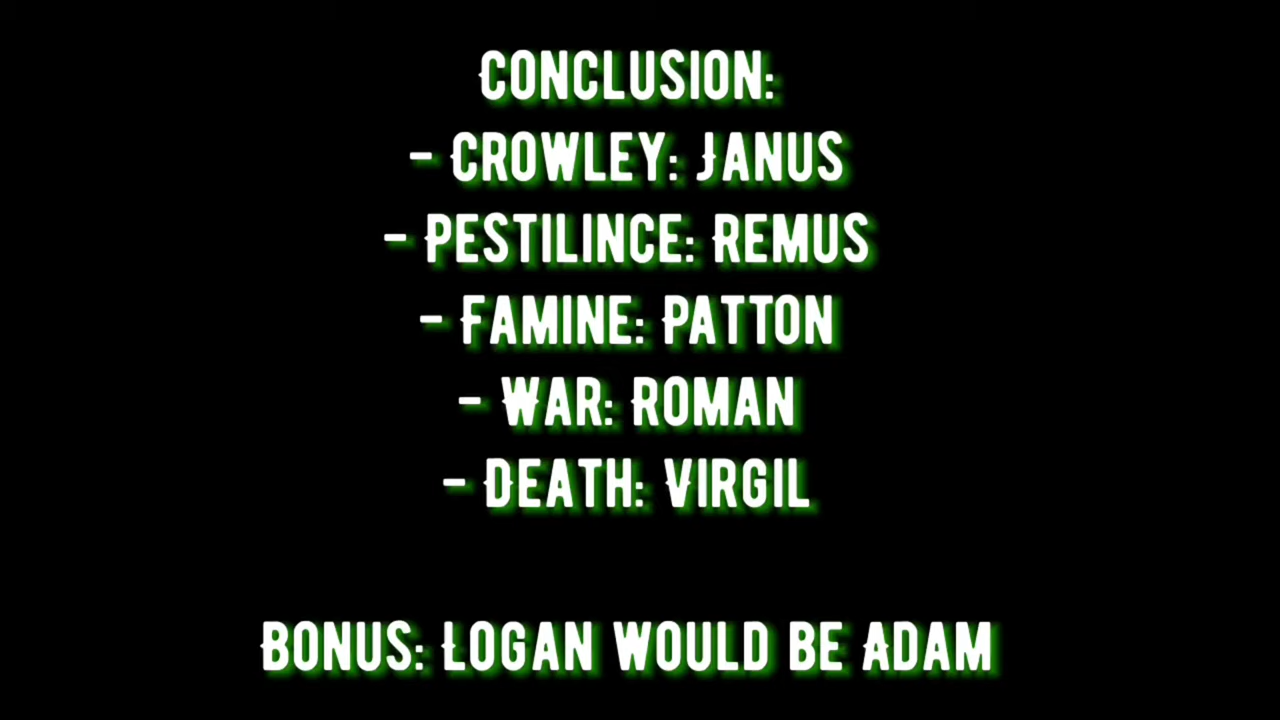 Conclusion:
- Crowley: Janus
- Pestilince: Remus
- Famine: Patton
- War: Roman
- Death: Virgil
Bonus: Logan would be Adam